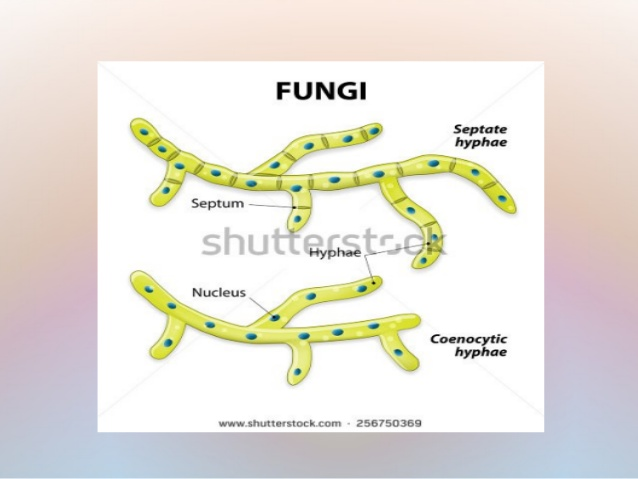 FUNGI
Septate
hyphae
Septum
shutterstock
Hyphae
Nucleus
Coenocytic
hyphae
www.shutterstock.com · 256750369